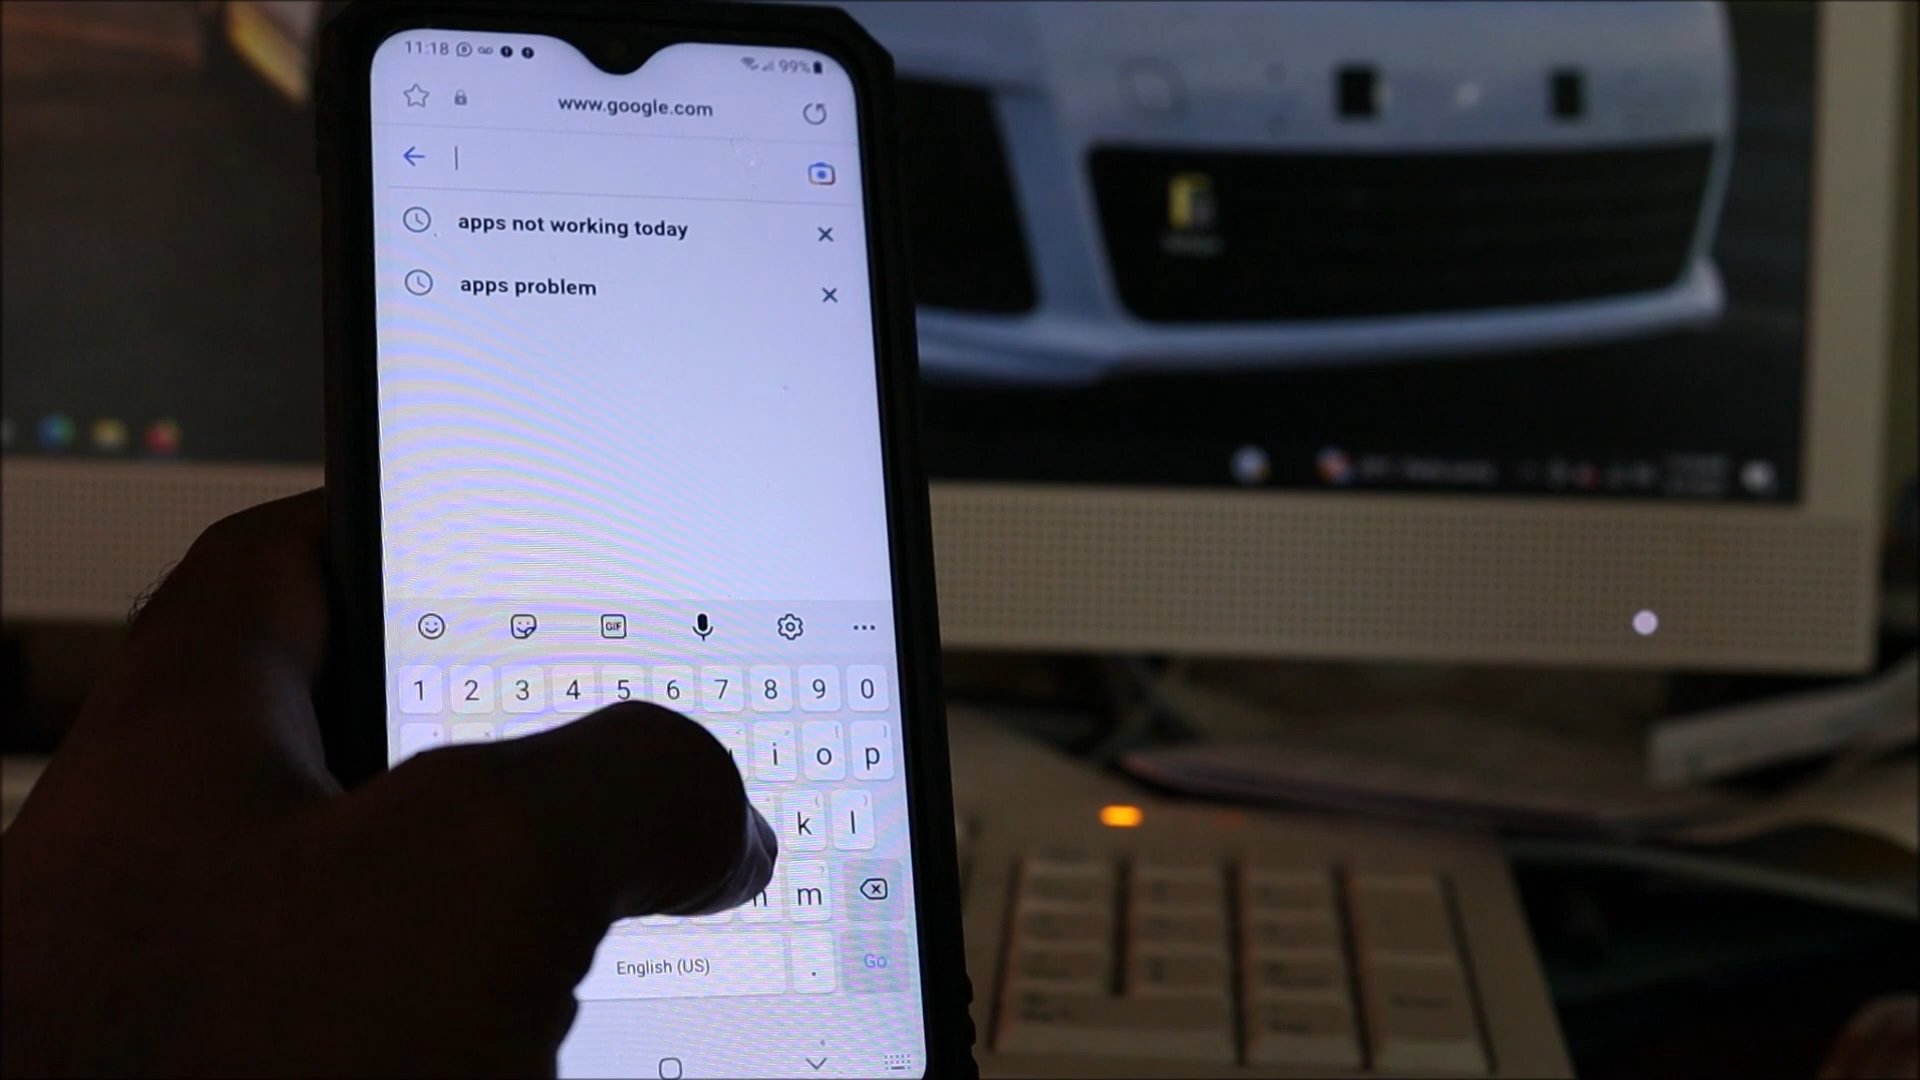 11:18 99%
www.google.com
apps not working today
apps problem
GIF
1 2 3 4 5 6 7 8 9 0
i o p
k l
n m
English (US) . Go